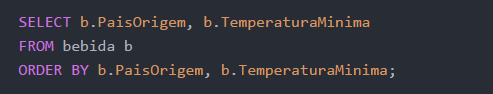 SELECT b.PaisOrigem, b.TemperaturaMinima
FROM bebida b
ORDER BY b.PaisOrigem, b.TemperaturaMinima;